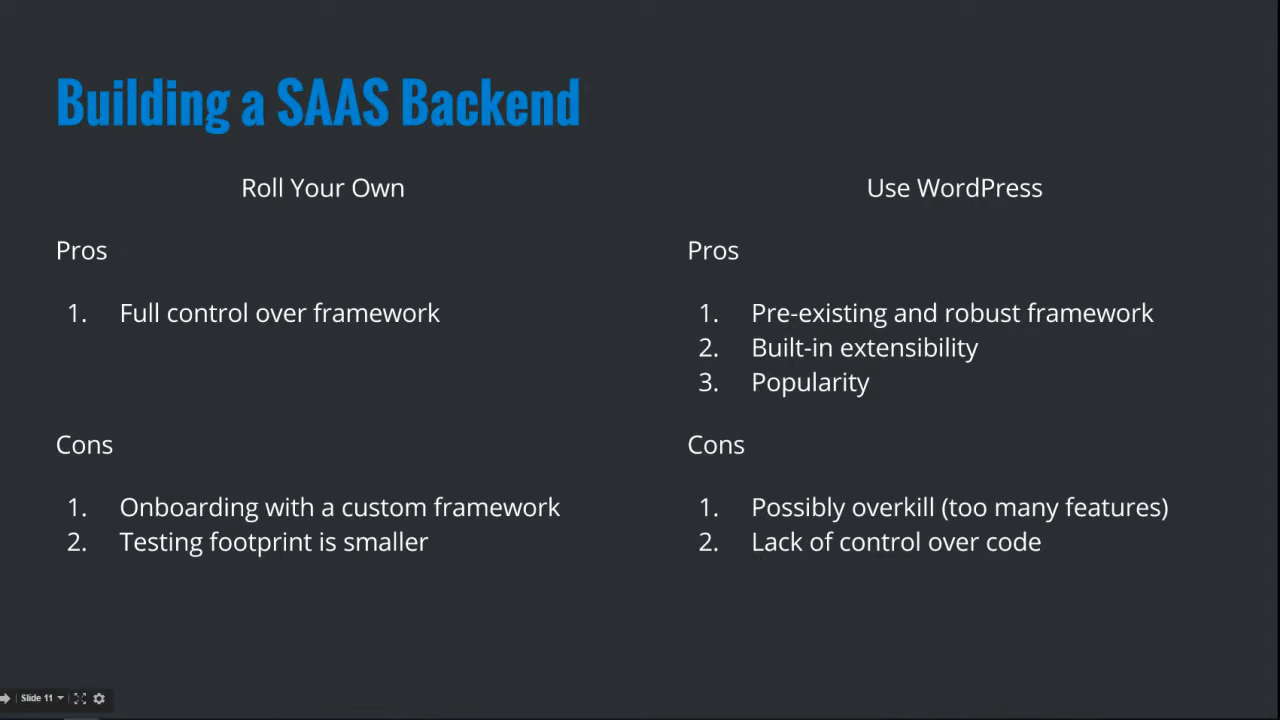 Building a SAAS Backend
Roll Your Own
Pros
1. Full control over framework
Cons
1. Onboarding with a custom framework
2. Testing footprint is smaller
Use WordPress
Pros
1. Pre-existing and robust framework
2. Built-in extensibility
3. Popularity
Cons
1. Possibly overkill (too many features)
2. Lack of control over code
Slide 11